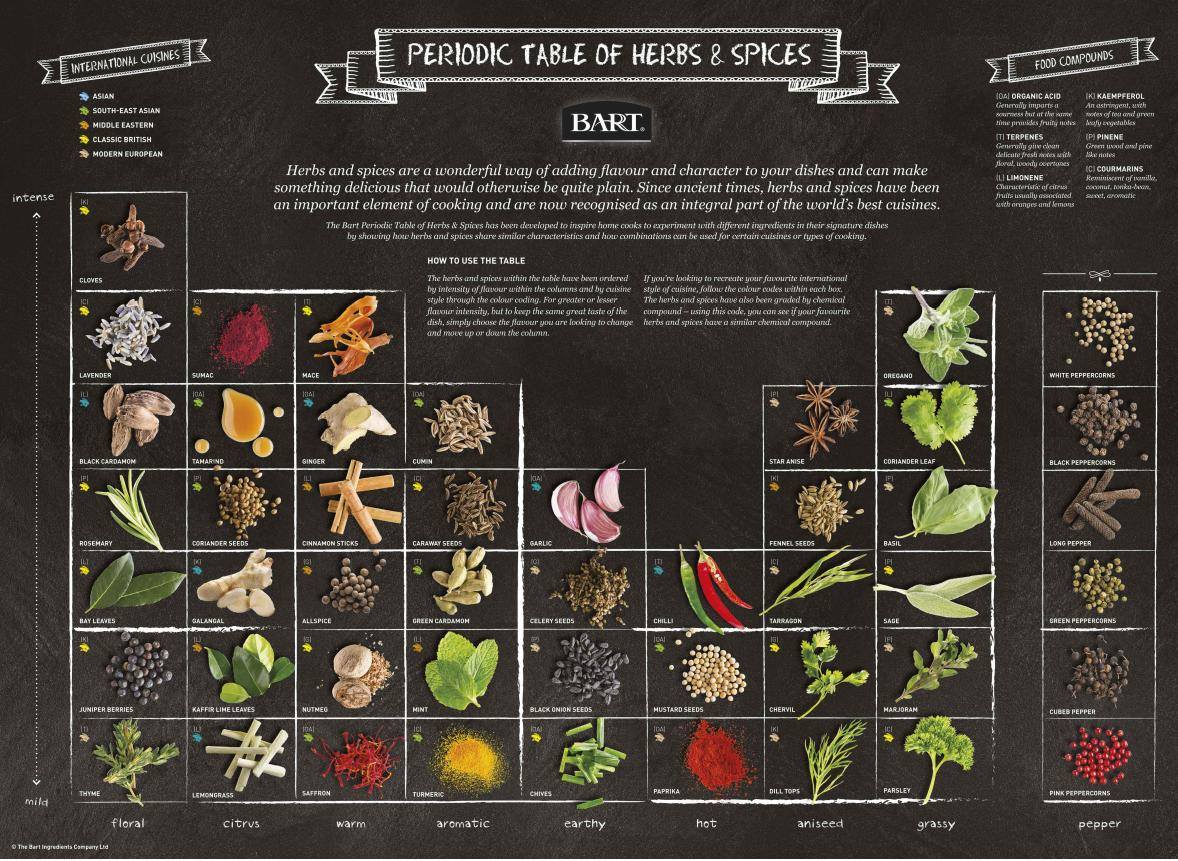 INTERNATIONAL CUISINES
ASIAN
SOUTH-EAST ASIAN
MIDDLE EASTERN
CLASSIC BRITISH
MODERN EUROPEAN
PERIODIC TABLE OF HERBS & SPICES
BART®
Herbs and spices are a wonderful way of adding flavour and character to your dishes and can make
something delicious that would otherwise be quite plain. Since ancient times, herbs and spices have been
an important element of cooking and are now recognised as an integral part of the world's best cuisines.
The Bart Periodic Table of Herbs & Spices has been developed to inspire home cooks to experiment with different ingredients in their signature dishes
by showing how herbs and spices share similar characteristics and how combinations can be used for certain cuisines or types of cooking.
HOW TO USE THE TABLE
The herbs and spices within the table have been ordered
by intensity of flavour within the columns and by cuisine
style through the colour coding. For greater or lesser
flavour intensity, but to keep the same great taste of the
dish, simply choose the flavour you are looking to change
and move up or down the column.
If you're looking to recreate your favourite international
style of cuisine, follow the colour codes within each box.
The herbs and spices have also been graded by chemical
compound – using this code, you can see if your favourite
herbs and spices have a similar chemical compound.
FOOD COMPOUNDS
[OA] ORGANIC ACID
Generally imparts a
sourness but at the same
time provides fruity notes
[T] TERPENES
Generally give clean
delicate fresh notes with
floral, woody overtones
[L] LIMONENE
Characteristic of citrus
fruits usually associated
with oranges and lemons
[K] KAEMPFEROL
An astringent, with
notes of tea and green
leafy vegetables
[P] PINENE
Green wood and pine
like notes
[C] COURMARINS
Reminiscent of vanilla,
coconut, tonka-bean,
sweet, aromatic
intense
[K]
CLOVES
[C] [C] [T] [T]
LAVENDER SUMAC MACE OREGANO WHITE PEPPERCORNS
[L] [OA] [OA] [OA] [P] [L]
BLACK CARDAMOM TAMARIND GINGER CUMIN STAR ANISE CORIANDER LEAF BLACK PEPPERCORNS
[P] [P] [L] [C] [OA] [K] [P]
ROSEMARY CORIANDER SEEDS CINNAMON STICKS CARAWAY SEEDS GARLIC FENNEL SEEDS BASIL LONG PEPPER
[L] [K] [T] [T] [C] [P]
BAY LEAVES GALANGAL ALLSPICE GREEN CARDAMOM CELERY SEEDS CHILLI TARRAGON SAGE GREEN PEPPERCORNS
[K] [L] [L] [P] [OA] [P]
JUNIPER BERRIES KAFFIR LIME LEAVES NUTMEG MINT BLACK ONION SEEDS MUSTARD SEEDS CHERVIL MARJORAM CUBEB PEPPER
[T] [L] [OA] [C] [OA] [OA] [K] [C]
THYME LEMONGRASS SAFFRON TURMERIC CHIVES PAPRIKA DILL TOPS PARSLEY PINK PEPPERCORNS
mild
floral citrus warm aromatic earthy hot aniseed grassy pepper
© The Bart Ingredients Company Ltd